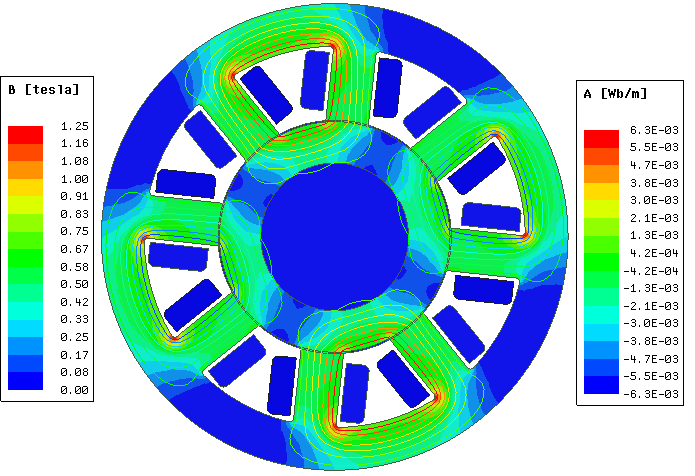 B [tesla]
1.25
1.16
1.08
1.00
0.91
0.83
0.75
0.67
0.58
0.50
0.42
0.33
0.25
0.17
0.08
0.00
A [Wb/m]
6.3E-03
5.5E-03
4.7E-03
3.8E-03
3.0E-03
2.1E-03
1.3E-03
4.2E-04
-4.2E-04
-1.3E-03
-2.1E-03
-3.0E-03
-3.8E-03
-4.7E-03
-5.5E-03
-6.3E-03